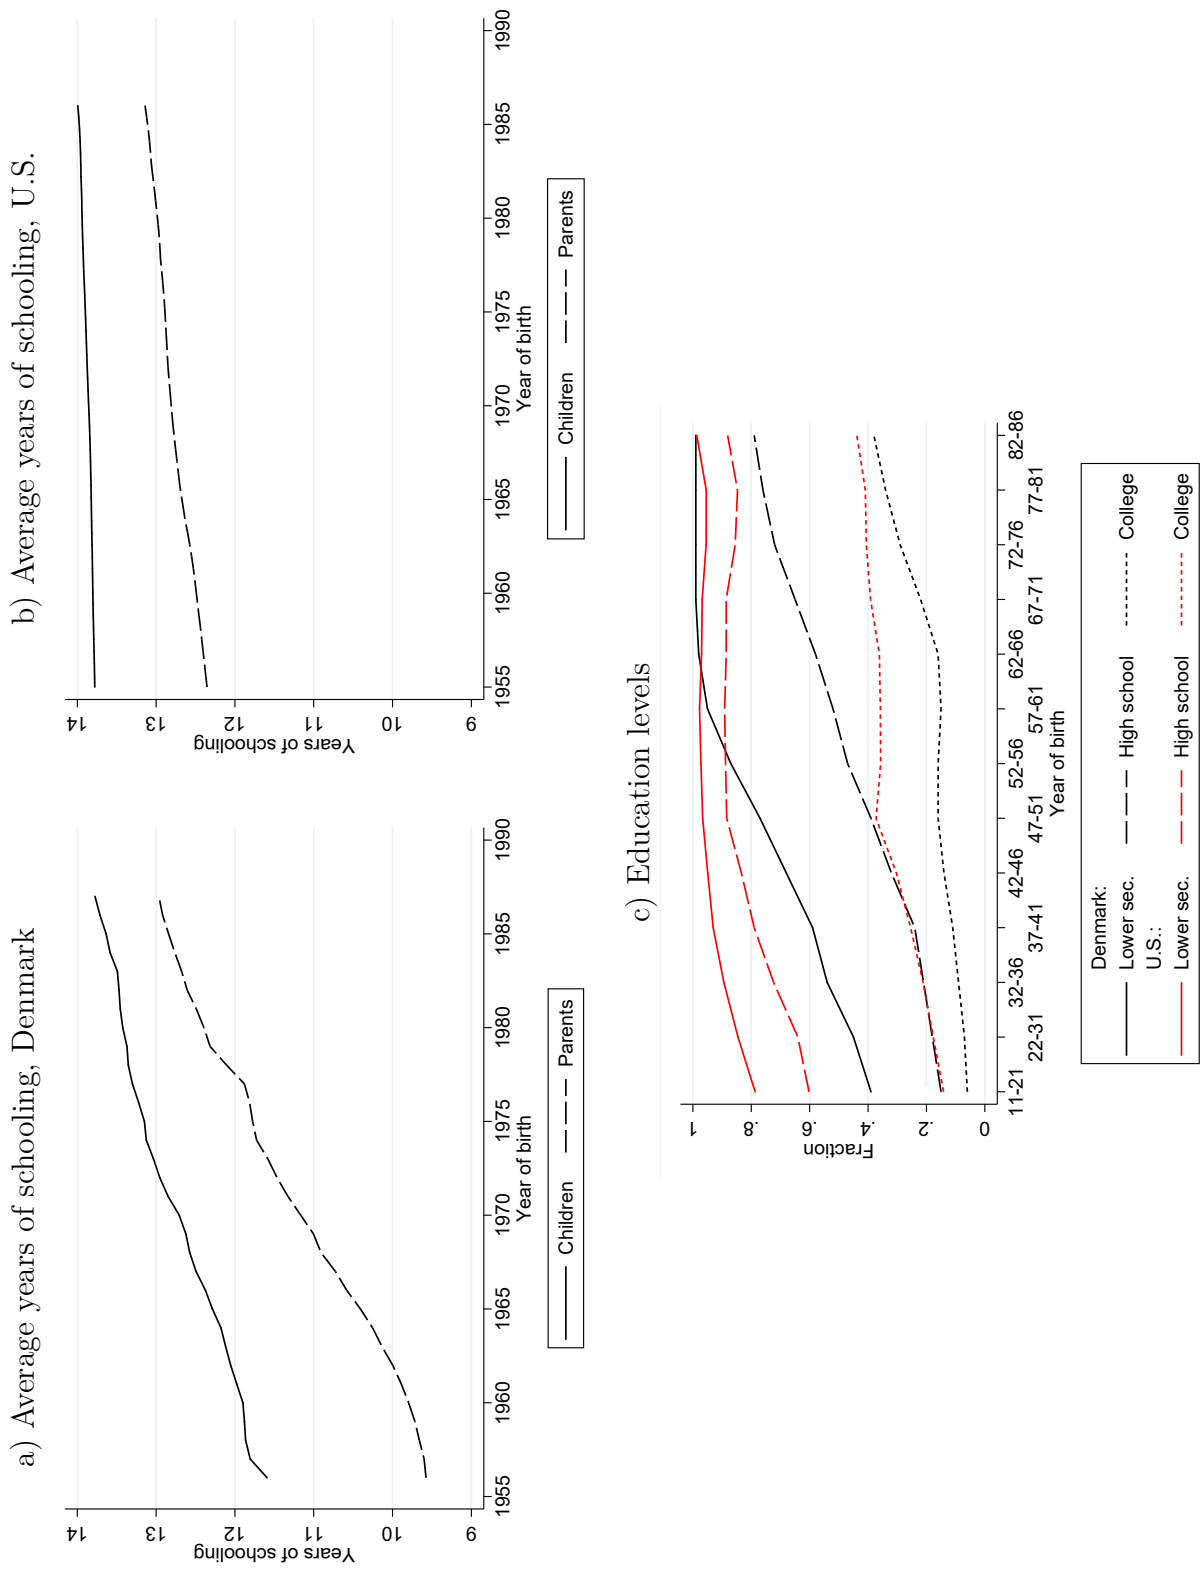 a) Average years of schooling, Denmark
Years of schooling
14
13
12
11
10
9
1955
1960
1965
1970
1975
1980
1985
1990
Year of birth
Children
Parents
b) Average years of schooling, U.S.
Years of schooling
14
13
12
11
10
9
1955
1960
1965
1970
1975
1980
1985
1990
Year of birth
Children
Parents
c) Education levels
Fraction
1
.8
.6
.4
.2
0
11-21
22-31
32-36
37-41
42-46
47-51
52-56
57-61
62-66
67-71
72-76
77-81
82-86
Year of birth
Denmark:
Lower sec. High school College
U.S.:
Lower sec. High school College